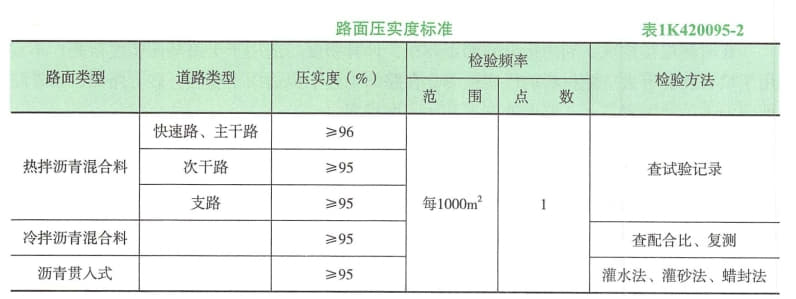 路面压实度标准 表1K420095-2
路面类型 道路类型 压实度（%） 检验频率 检验方法
范 围 点 数
热拌沥青混合料 快速路、主干路 ≥96 每1000m² 1 查试验记录
次干路 ≥95
支路 ≥95
冷拌沥青混合料 ≥95 查配合比、复测
沥青贯入式 ≥95 灌水法、灌砂法、蜡封法